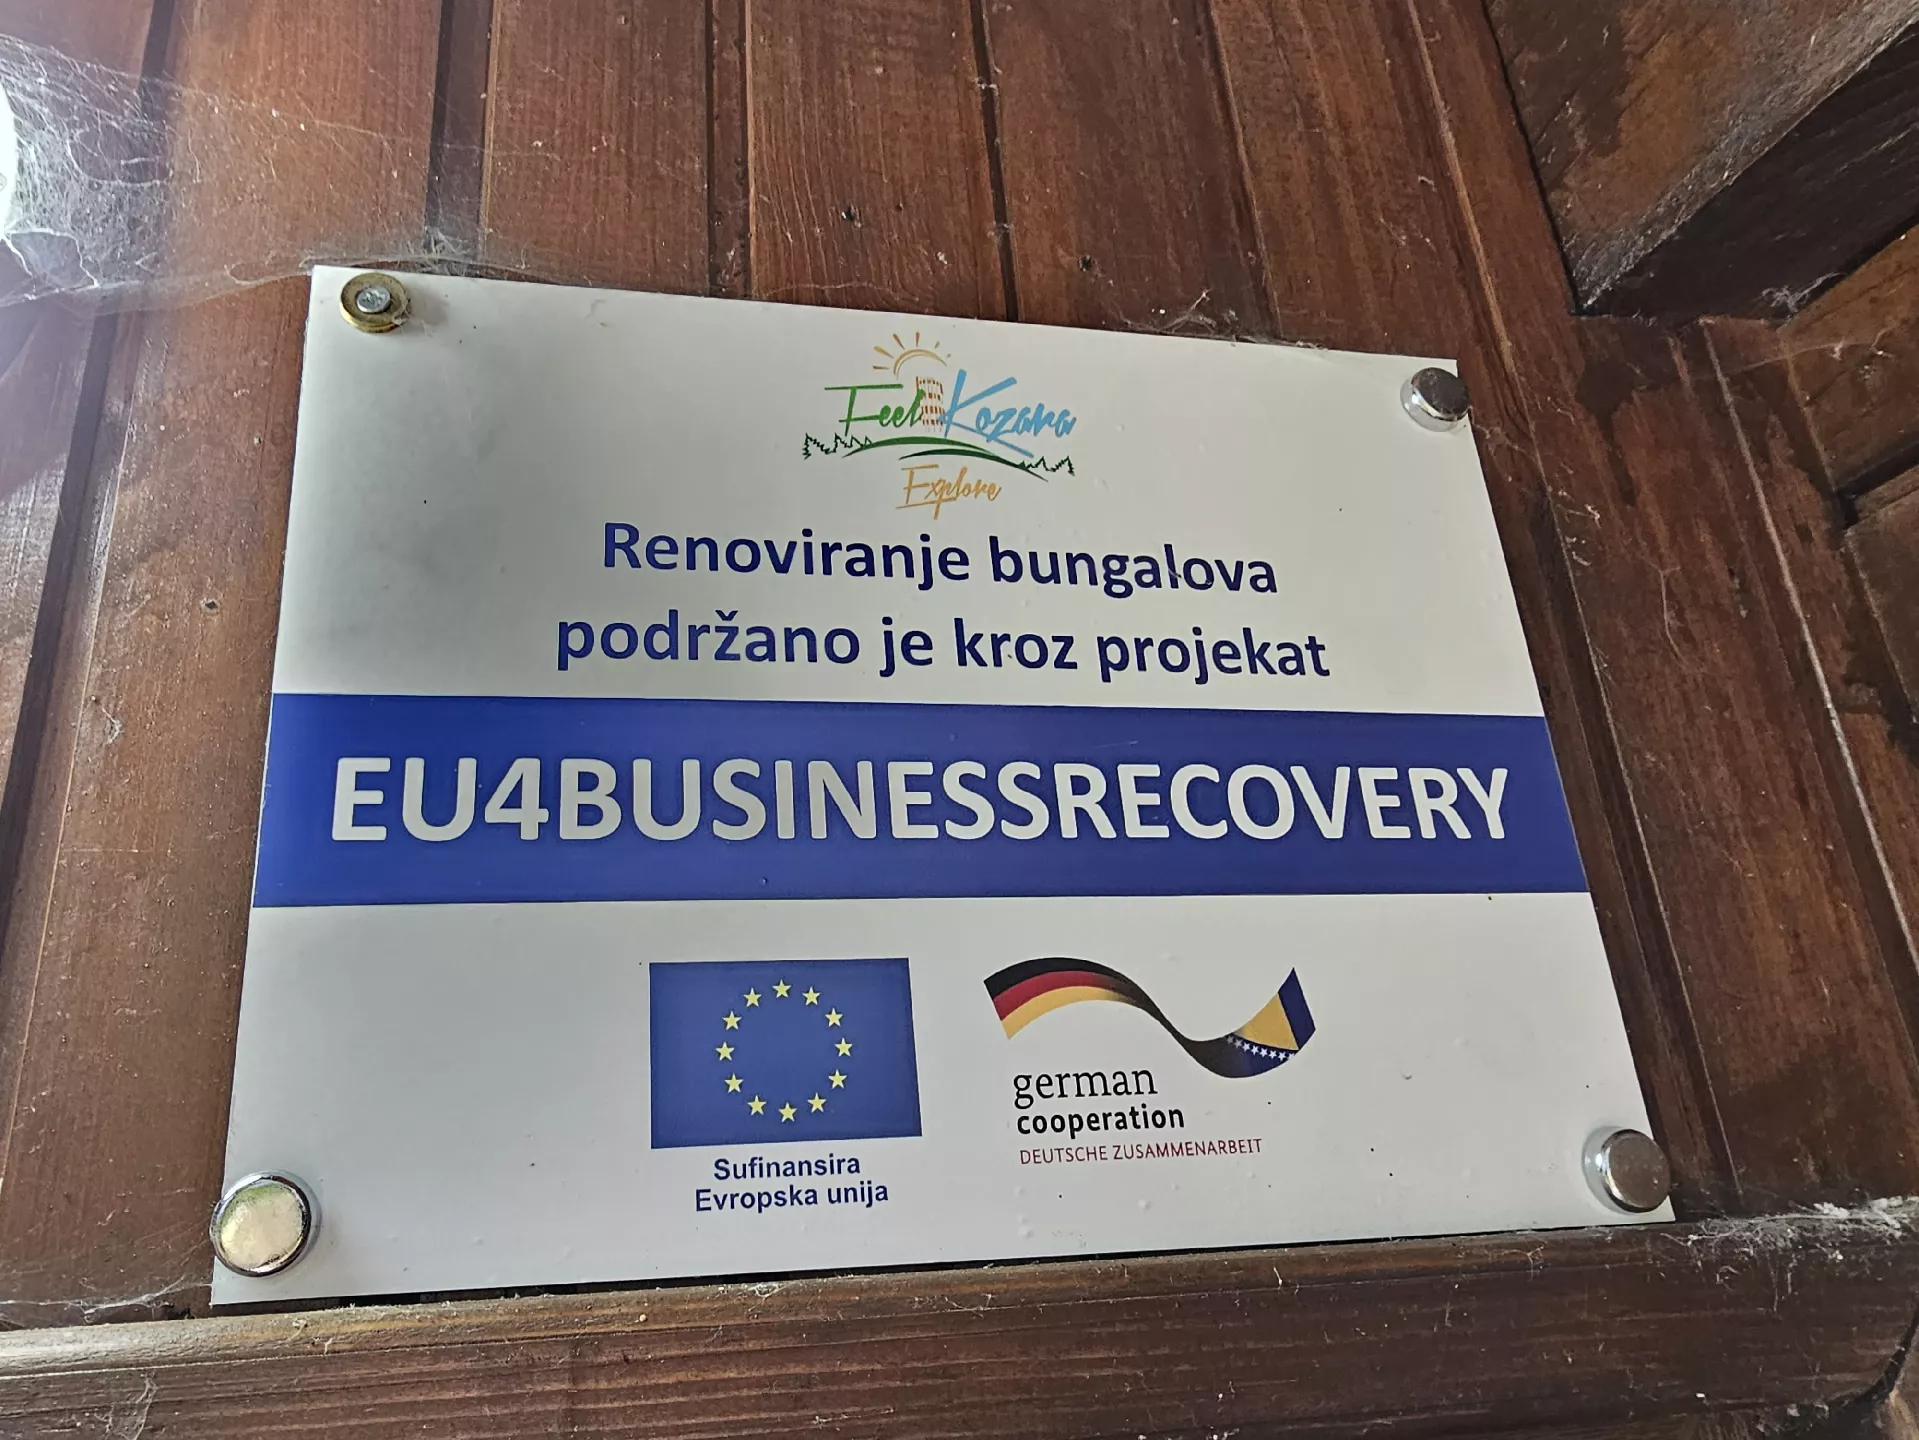 Feel Kozara
Explore
Renoviranje bungalova
podržano je kroz projekat
EU4BUSINESSRECOVERY
Sufinansira
Evropska unija
german
cooperation
DEUTSCHE ZUSAMMENARBEIT